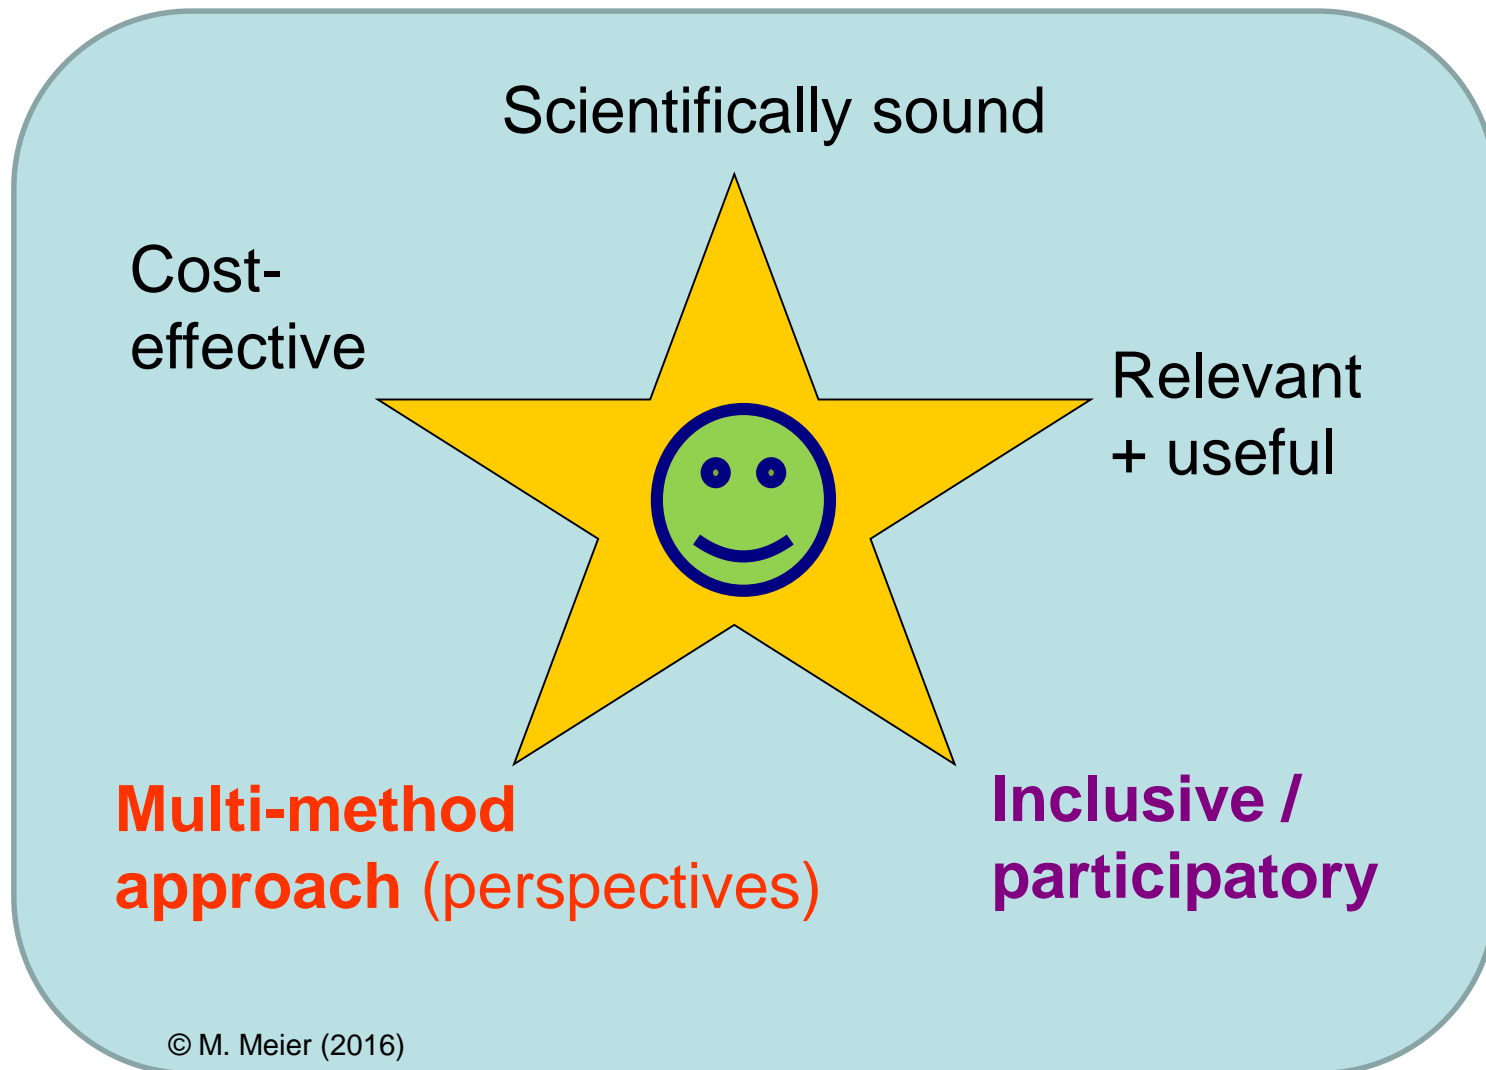 Scientifically sound
Cost-
effective
Relevant
+ useful
Multi-method
approach (perspectives)
Inclusive /
participatory
© M. Meier (2016)